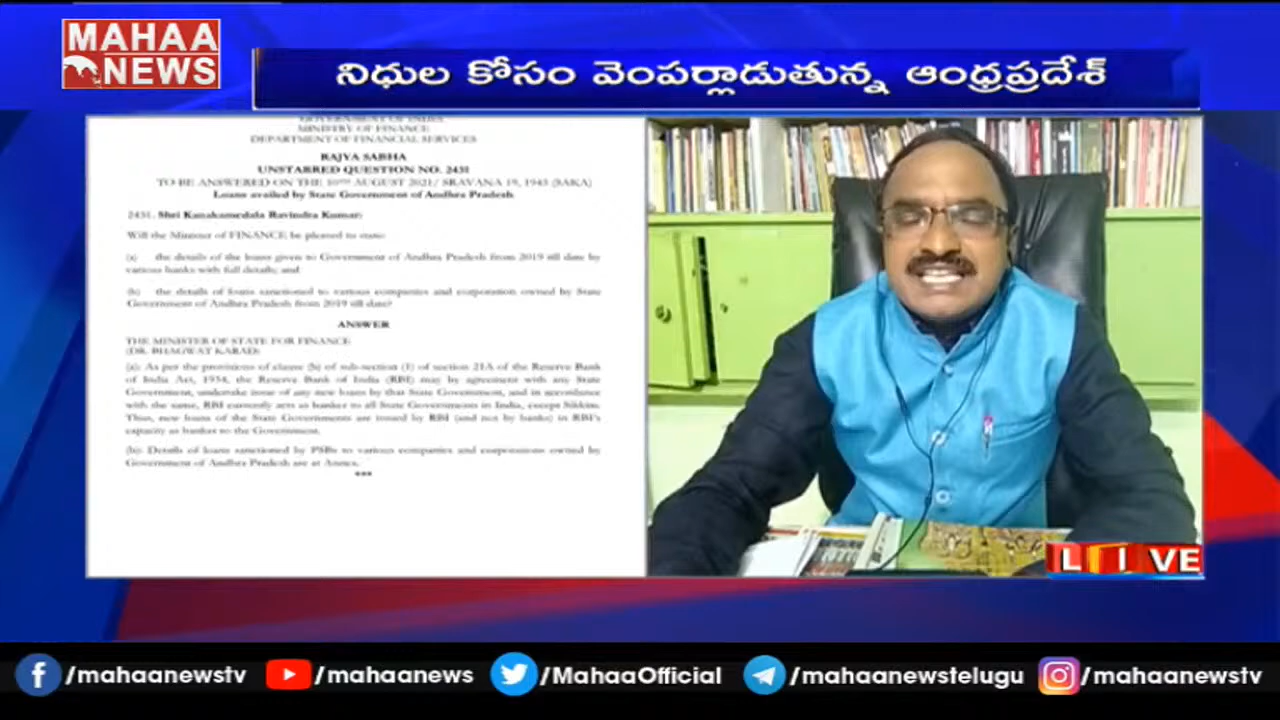 MAHAA
NEWS
నిధుల కోసం వెంపర్లాడుతున్న ఆంధ్రప్రదేశ్
GOVERNMENT OF INDIA
MINISTRY OF FINANCE
DEPARTMENT OF FINANCIAL SERVICES
RAJYA SABHA
UNSTARRED QUESTION NO. 2431
TO BE ANSWERED ON THE 10TH AUGUST 2021/ SRAVANA 19, 1943 (SAKA)
Loans availed by State Government of Andhra Pradesh
2431. Shri Kanakamedala Ravindra Kumar:
Will the Minister of FINANCE be pleased to state:
(a) the details of the loans given to Government of Andhra Pradesh from 2019 till date by
various banks with full details; and
(b) the details of loans sanctioned to various companies and corporation owned by State
Government of Andhra Pradesh from 2019 till date?
ANSWER
THE MINISTER OF STATE FOR FINANCE
(DR. BHAGWAT KARAD)
(a): As per the provisions of clause (b) of sub-section (1) of section 21A of the Reserve Bank
of India Act, 1934, the Reserve Bank of India (RBI) may by agreement with any State
Government, undertake issue of any new loans by that State Government, and in accordance
with the same, RBI currently acts as banker to all State Governments in India, except Sikkim.
Thus, new loans of the State Governments are issued by RBI (and not by banks) in RBI's
capacity as banker to the Government.
(b): Details of loans sanctioned by PSBs to various companies and corporations owned by
Government of Andhra Pradesh are at Annex.
***
LIVE
/mahaanewstv
/mahaanews
/MahaaOfficial
/mahaanewstelugu
/mahaanewstv